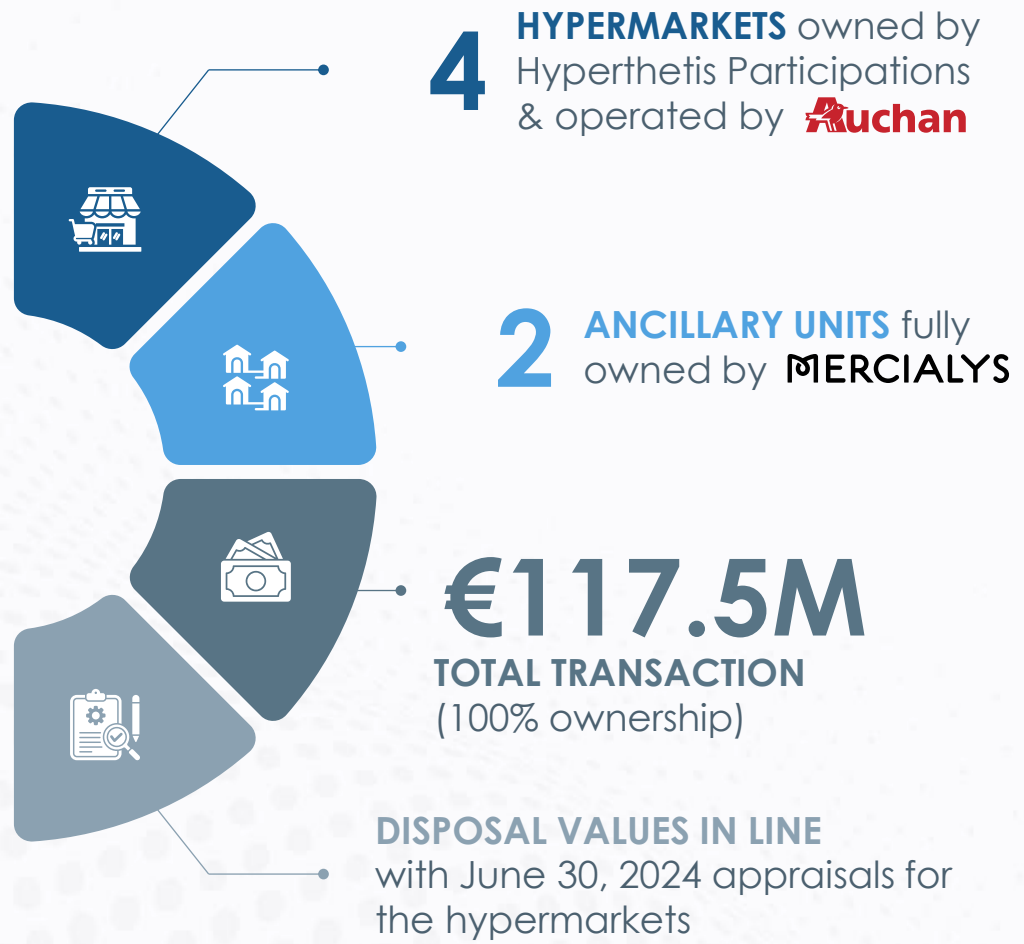 4
HYPERMARKETS owned by
Hyperthetis Participations
& operated by Auchan
2
ANCILLARY UNITS fully
owned by MERCIALYS
€117.5M
TOTAL TRANSACTION
(100% ownership)
DISPOSAL VALUES IN LINE
with June 30, 2024 appraisals for
the hypermarkets